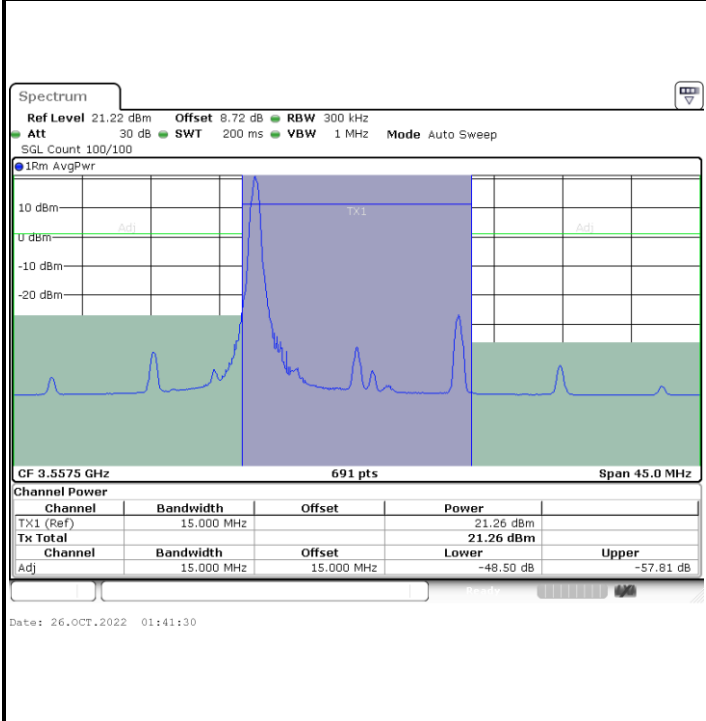 Spectrum
Ref Level 21.22 dBm Offset 8.72 dB RBW 300 kHz
Att 30 dB SWT 200 ms VBW 1 MHz Mode Auto Sweep
SGL Count 100/100
1Rm AvgPwr
10 dBm
TX1
Adj
Adj
0 dBm
-10 dBm
-20 dBm
CF 3.5575 GHz 691 pts Span 45.0 MHz
Channel Power
Channel Bandwidth Offset Power
TX1 (Ref) 15.000 MHz 21.26 dBm
Tx Total 21.26 dBm
Channel Bandwidth Offset Lower Upper
Adj 15.000 MHz 15.000 MHz -48.50 dB -57.81 dB
Ready
Date: 26.OCT.2022 01:41:30